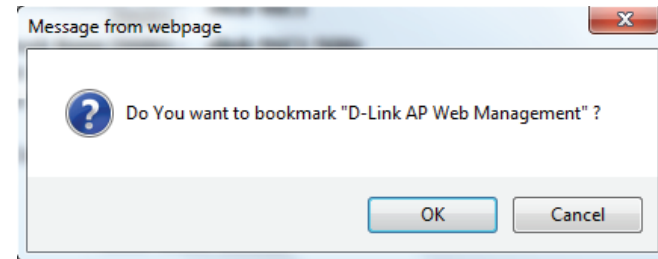 Message from webpage
Do You want to bookmark "D-Link AP Web Management" ?
OK
Cancel